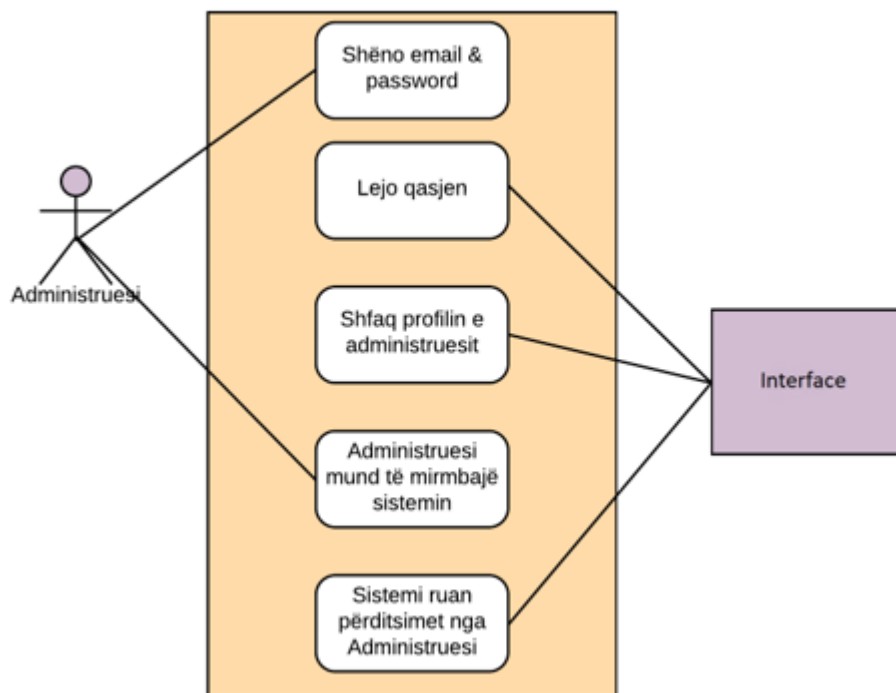 Shëno email &
password
Lejo qasjen
Administruesi
Shfaq profilin e
administruesit
Interface
Administruesi
mund të mirmbajë
sistemin
Sistemi ruan
përditsimet nga
Administruesi